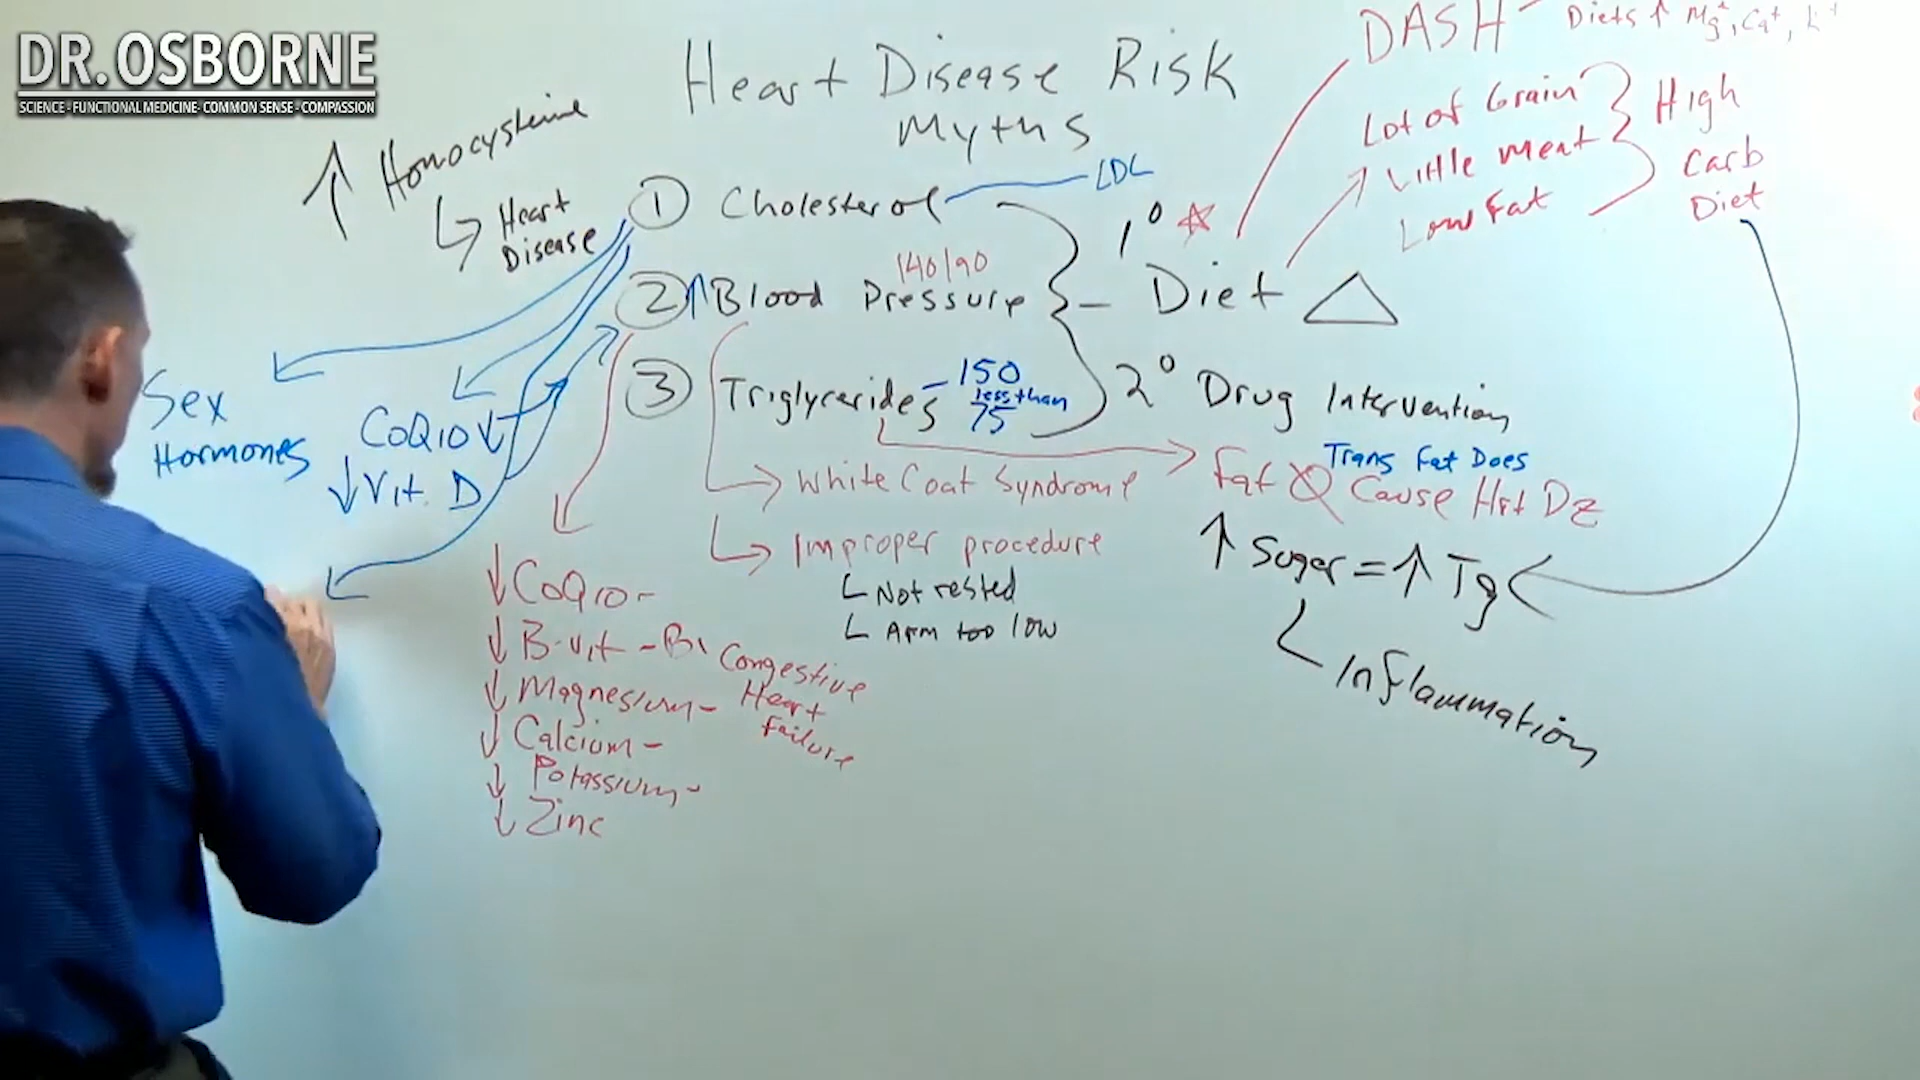 DR. OSBORNE
SCIENCE - FUNCTIONAL MEDICINE - COMMON SENSE - COMPASSION
Heart Disease Risk
Myths
DASH
Diets ↑ Mg+, Ca+,
Lot of Grain
Little meat
Low Fat
High
Carb
Diet
↑ Homocysteine
Heart
Disease
① Cholesterol
LDL
1° ☆
② ↑ Blood Pressure
140/90
Diet △
③ Triglycerides - 150
less than
75
2° Drug Intervention
Sex
Hormones
CoQ10 ↓
↓ Vit. D
White Coat Syndrome
Improper procedure
Not rested
Arm too low
Trans Fat Does
Fat Cause Hrt Dz
↑ Sugar = ↑ Tg
Inflammation
↓ CoQ10 -
↓ B-vit - B1 Congestive
Heart
Failure
↓ Magnesium -
↓ Calcium -
↓ Potassium -
↓ Zinc